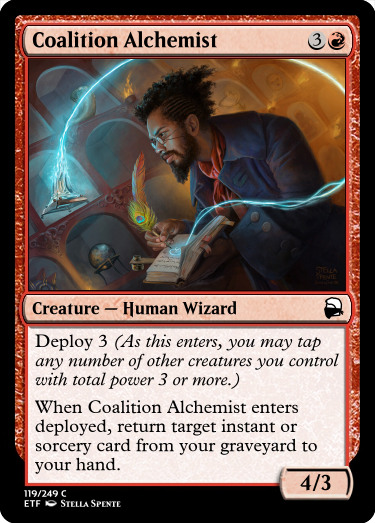 Coalition Alchemist
3
STELLA
SPENTE
Creature — Human Wizard
Deploy 3 (As this enters, you may tap
any number of other creatures you control
with total power 3 or more.)
When Coalition Alchemist enters
deployed, return target instant or
sorcery card from your graveyard to
your hand.
4/3
119/249 C
ETF STELLA SPENTE